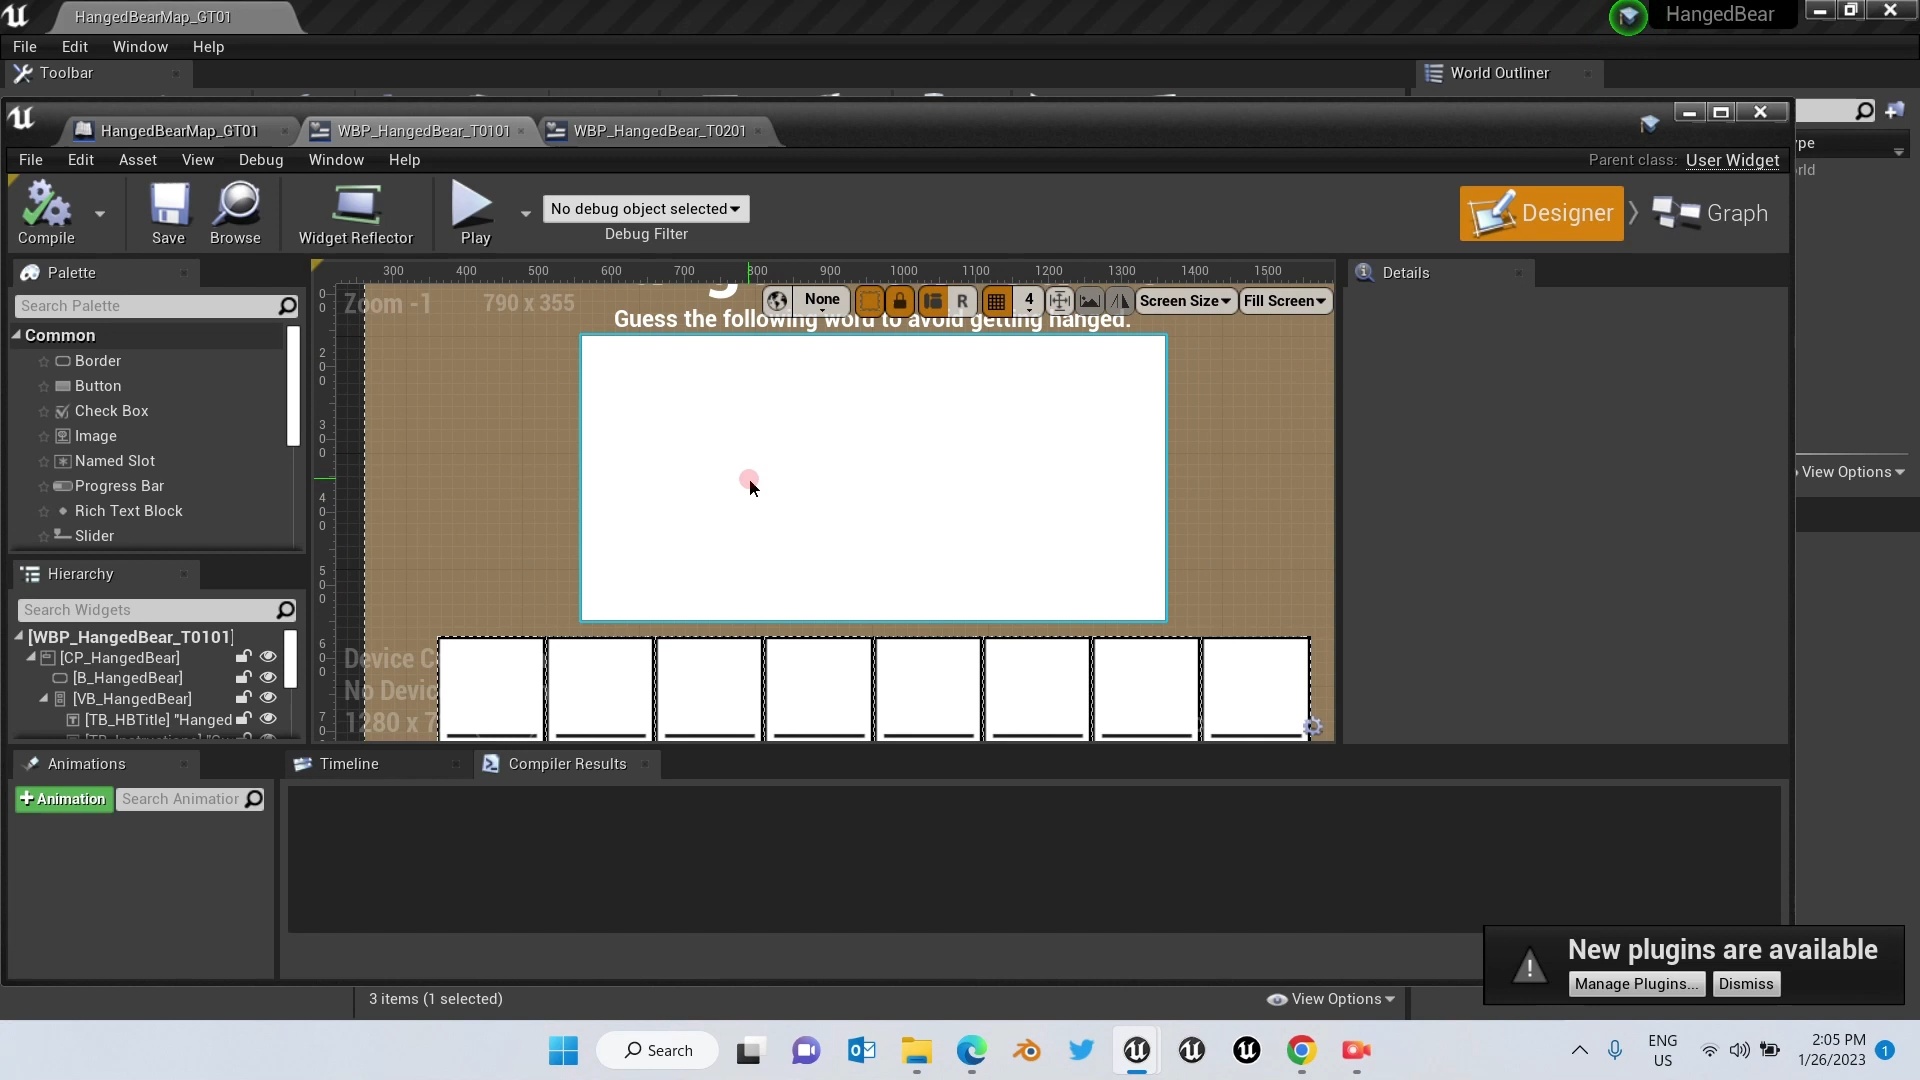 HangedBearMap_GT01
HangedBear
File Edit Window Help
Toolbar
World Outliner
HangedBearMap_GT01
WBP_HangedBear_T0101
WBP_HangedBear_T0201
File Edit Asset View Debug Window Help
Parent class: User Widget
Compile
Save
Browse
Widget Reflector
Play
No debug object selected
Debug Filter
Designer
Graph
Palette
Search Palette
Common
Border
Button
Check Box
Image
Named Slot
Progress Bar
Rich Text Block
Slider
300 400 500 600 700 800 900 1000 1100 1200 1300 1400 1500
Zoom -1
790 x 355
None
R
4
Screen Size
Fill Screen
Guess the following word to avoid getting hanged.
Device C
No Devic
1280 x 7
Details
View Options
Hierarchy
Search Widgets
[WBP_HangedBear_T0101]
[CP_HangedBear]
[B_HangedBear]
[VB_HangedBear]
[TB_HBTitle] "Hanged
Animations
+ Animation
Search Animation
Timeline
Compiler Results
New plugins are available
Manage Plugins...
Dismiss
3 items (1 selected)
View Options
Search
ENG
US
2:05 PM
1/26/2023
1